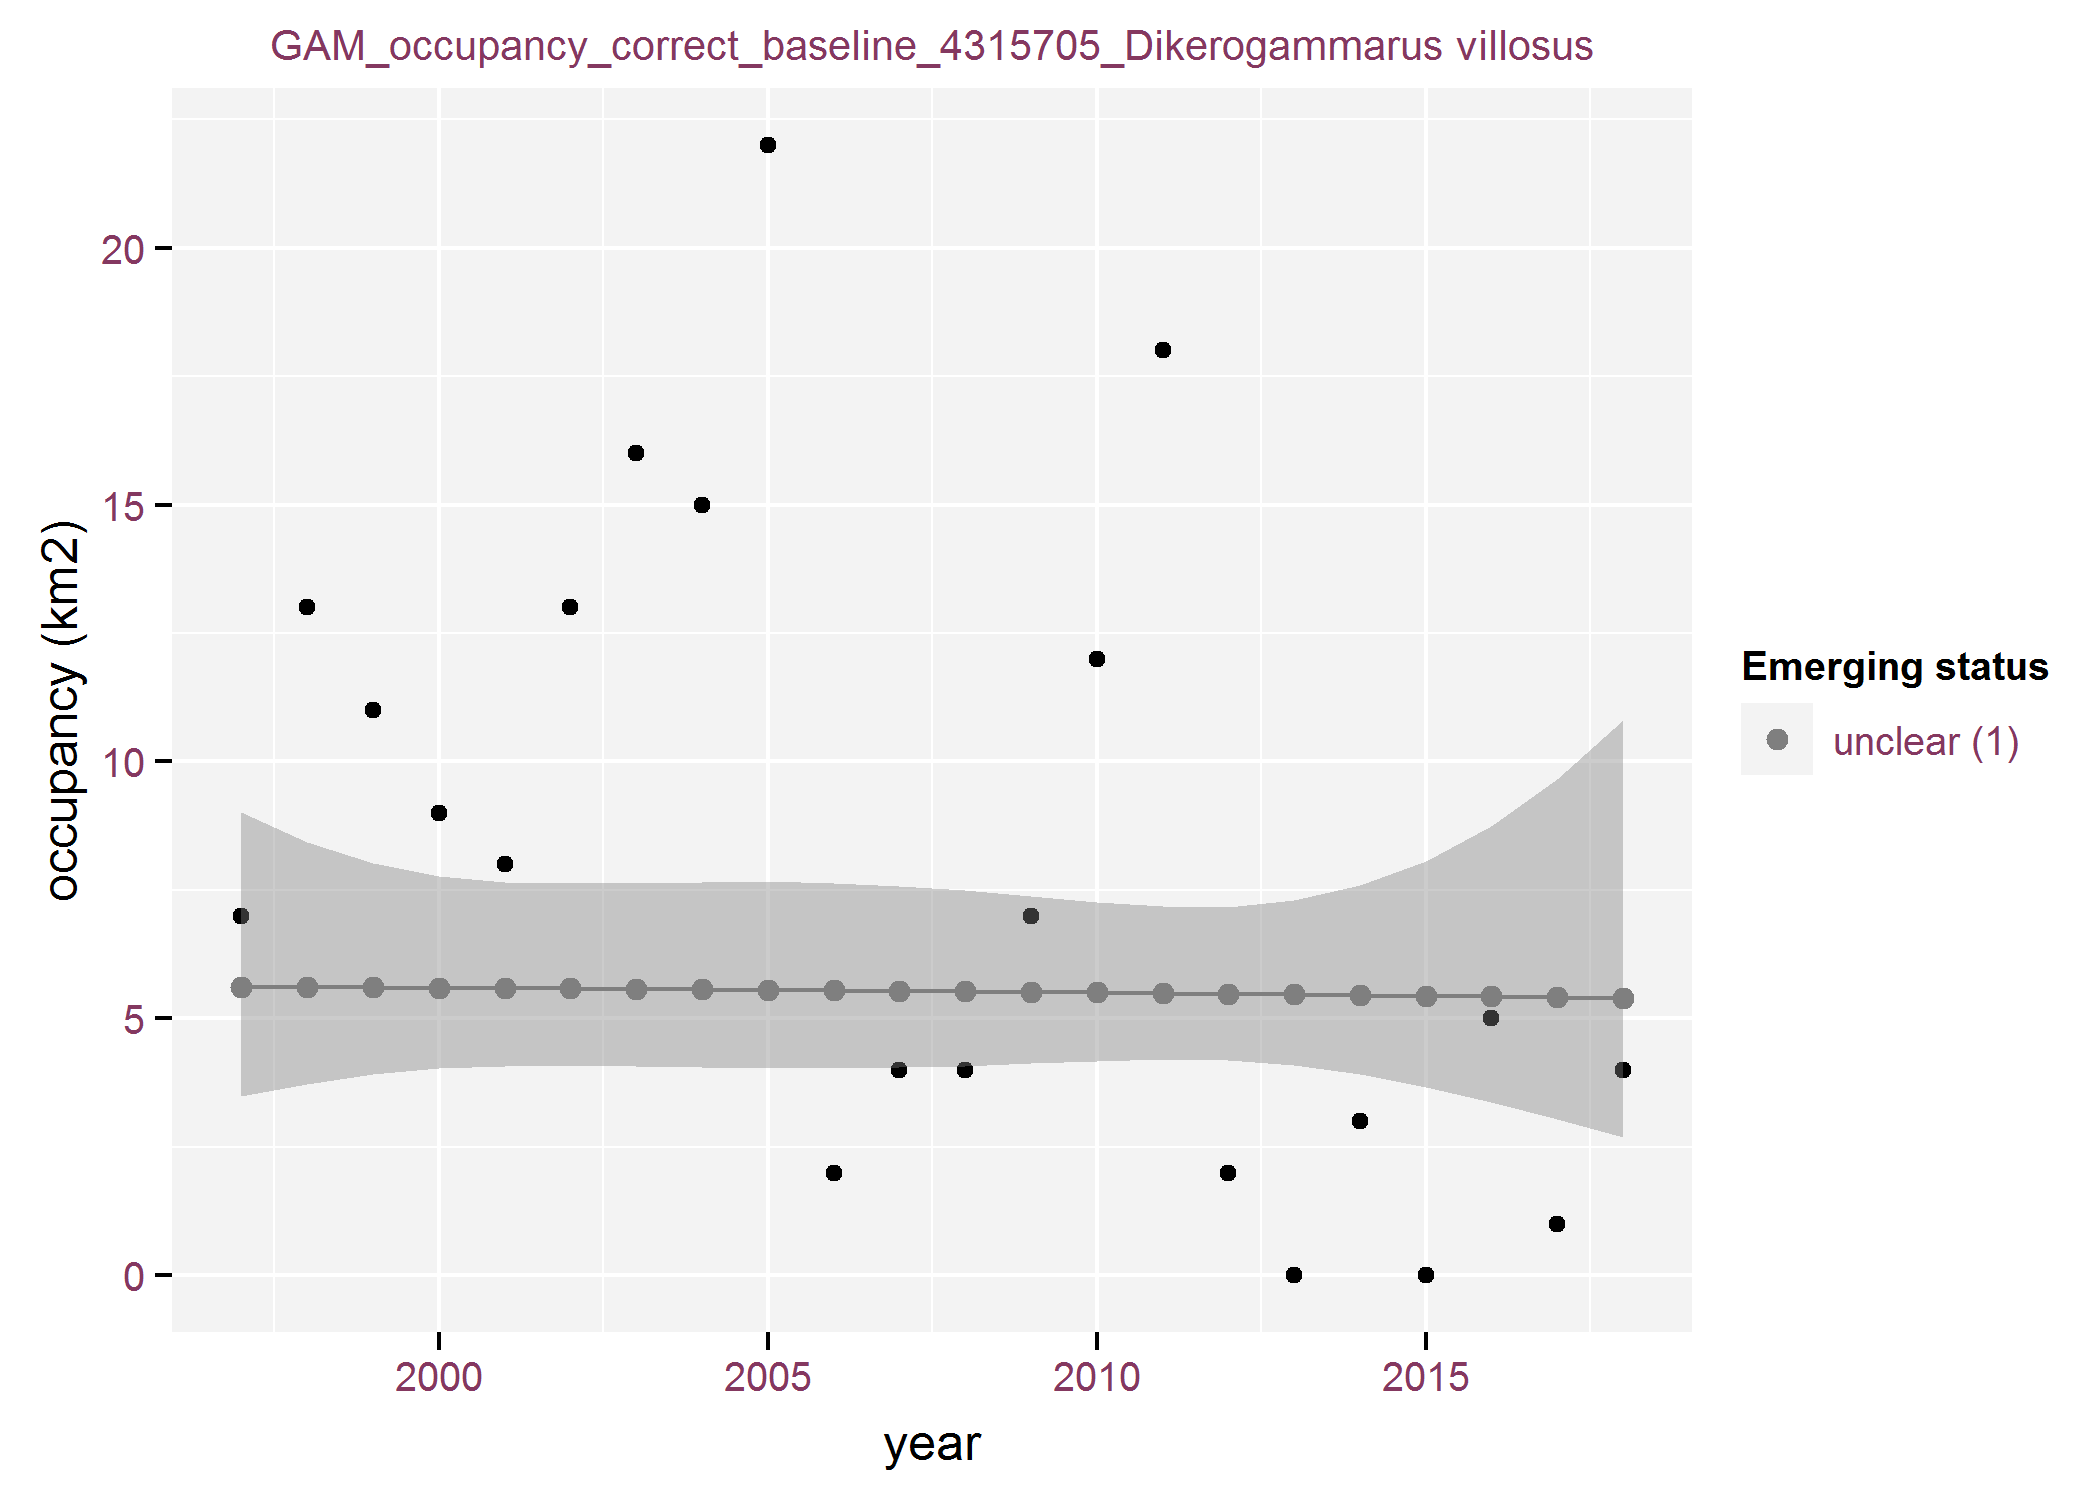 GAM_occupancy_correct_baseline_4315705_Dikerogammarus villosus
occupancy (km2)
20
15
10
5
0
2000 2005 2010 2015
year
Emerging status
unclear (1)